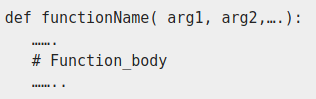 def functionName( arg1, arg2,….):
…….
# Function_body
……..